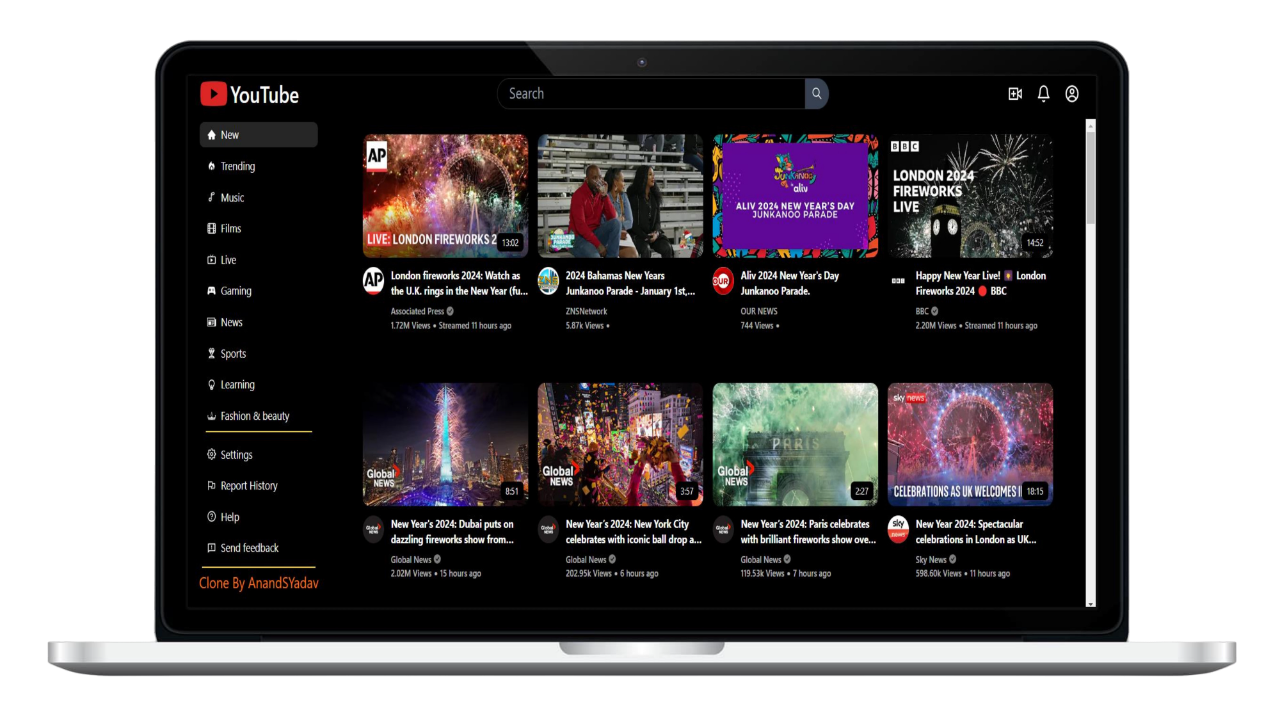 YouTube
Search
New
Trending
Music
Films
Live
Gaming
News
Sports
Learning
Fashion & beauty
Settings
Report History
Help
Send feedback
Clone By AnandSYadav
AP
LIVE: LONDON FIREWORKS 2
13:02
AP
London fireworks 2024: Watch as
the U.K. rings in the New Year (fu...
Associated Press
1.72M Views • Streamed 11 hours ago
JUNKANOO
PARADE
2024 Bahamas New Years
Junkanoo Parade - January 1st,...
ZNSNetwork
5.87k Views •
JUNKANOO
aliv
ALIV 2024 NEW YEAR'S DAY
JUNKANOO PARADE
OUR
Aliv 2024 New Year's Day
Junkanoo Parade.
OUR NEWS
744 Views •
BBC
LONDON 2024
FIREWORKS
LIVE
14:52
BBC
Happy New Year Live! 🎆 London
Fireworks 2024 🔴 BBC
BBC
2.20M Views • Streamed 11 hours ago
Global
NEWS
8:51
Global
NEWS
New Year's 2024: Dubai puts on
dazzling fireworks show from...
Global News
2.02M Views • 15 hours ago
Global
NEWS
3:57
Global
NEWS
New Year's 2024: New York City
celebrates with iconic ball drop a...
Global News
202.95k Views • 6 hours ago
PARIS
Global
NEWS
2:27
Global
NEWS
New Year's 2024: Paris celebrates
with brilliant fireworks show ove...
Global News
119.53k Views • 7 hours ago
sky news
CELEBRATIONS AS UK WELCOMES I
18:15
sky
news
New Year 2024: Spectacular
celebrations in London as UK...
Sky News
598.60k Views • 11 hours ago